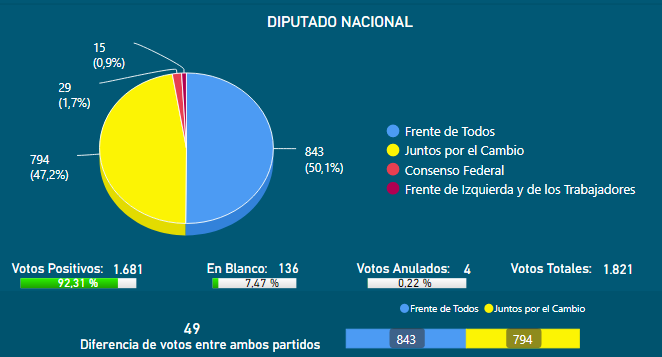 DIPUTADO NACIONAL
15
(0,9%)
29
(1,7%)
794
(47,2%)
843
(50,1%)
Frente de Todos
Juntos por el Cambio
Consenso Federal
Frente de Izquierda y de los Trabajadores
Votos Positivos: 1.681
92,31 %
En Blanco: 136
7,47 %
Votos Anulados: 4
0,22 %
Votos Totales: 1.821
Frente de Todos Juntos por el Cambio
49
Diferencia de votos entre ambos partidos
843 794